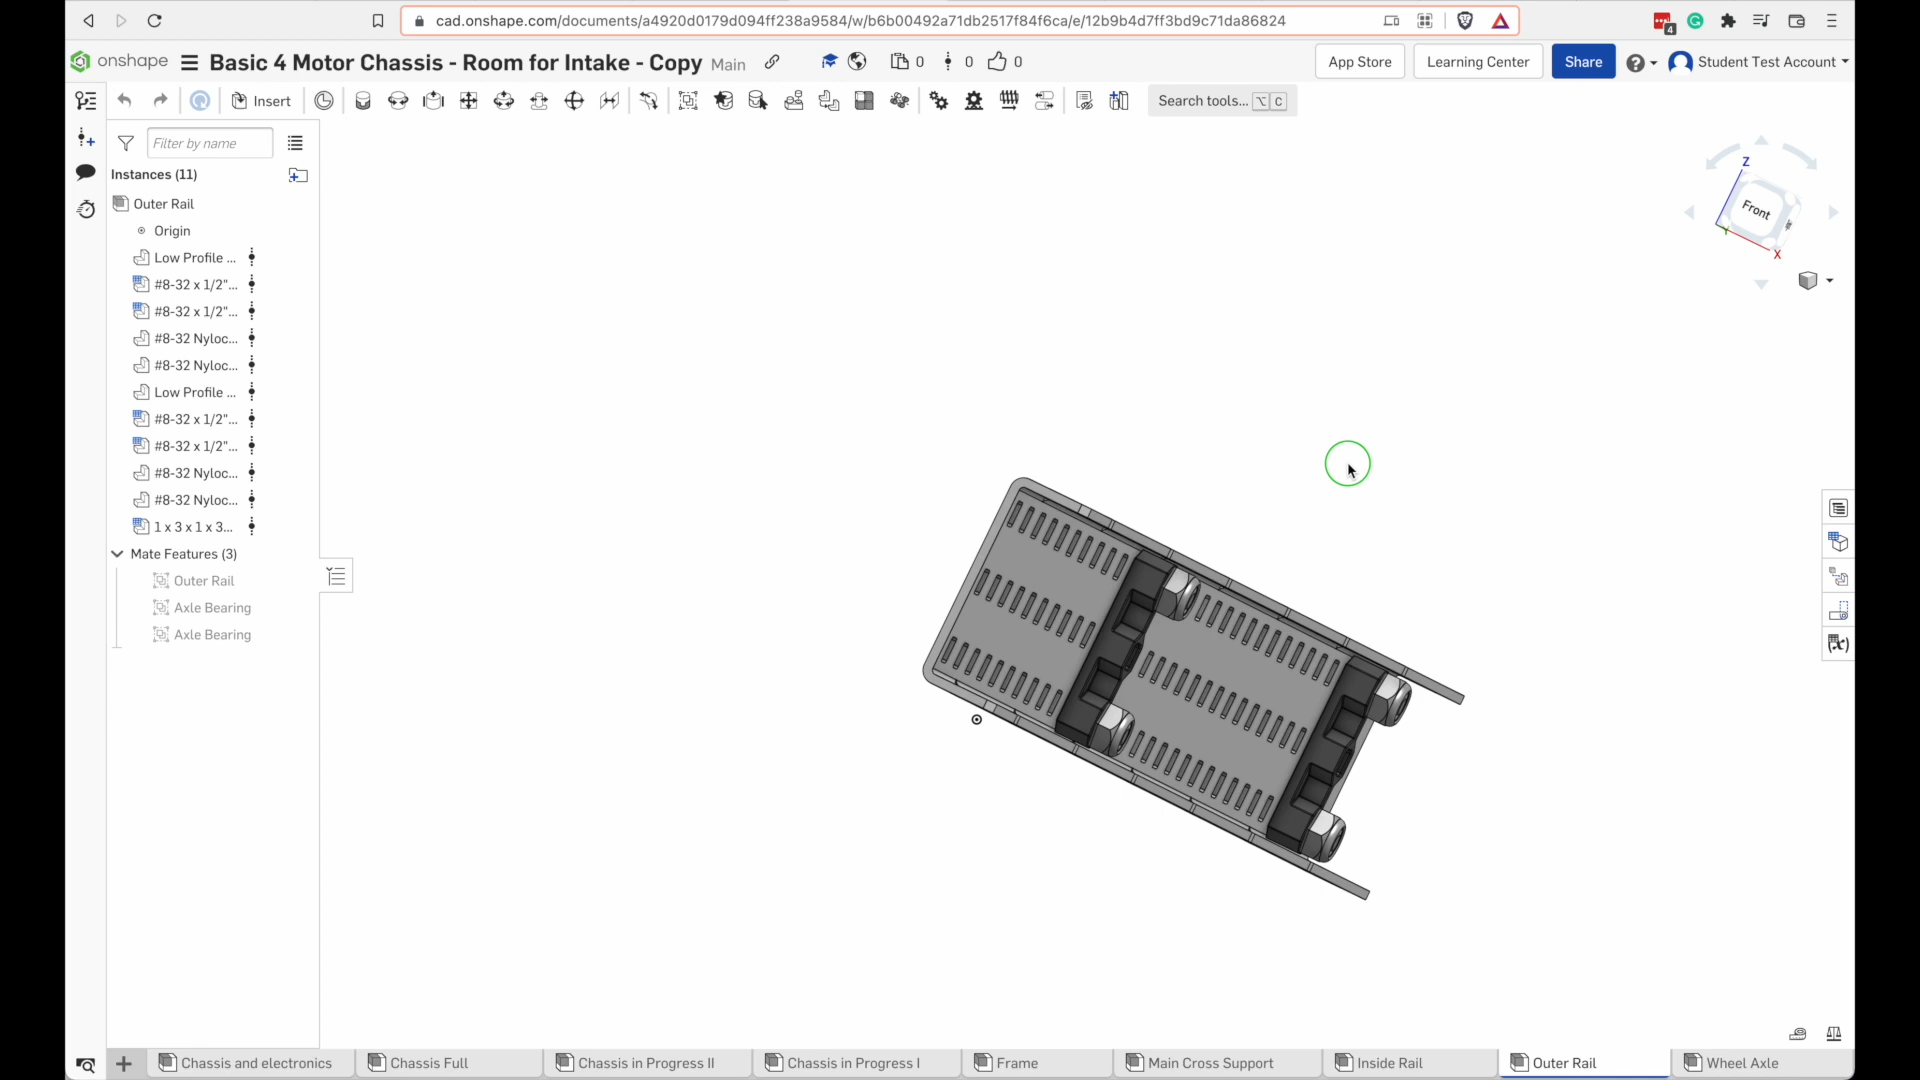 cad.onshape.com/documents/a4920d0179d094ff238a9584/w/b6b00492a71db2517f84f6ca/e/12b9b4d7ff3bd9c71da86824
4
onshape
Basic 4 Motor Chassis - Room for Intake - Copy Main
0 0 0
App Store
Learning Center
Share
Student Test Account
Insert
Search tools... ⌥ C
Filter by name
Instances (11)
Outer Rail
Origin
Low Profile ...
#8-32 x 1/2"...
#8-32 x 1/2"...
#8-32 Nyloc...
#8-32 Nyloc...
Low Profile ...
#8-32 x 1/2"...
#8-32 x 1/2"...
#8-32 Nyloc...
#8-32 Nyloc...
1 x 3 x 1 x 3...
Mate Features (3)
Outer Rail
Axle Bearing
Axle Bearing
Z
Front
Y
X
Chassis and electronics
Chassis Full
Chassis in Progress II
Chassis in Progress I
Frame
Main Cross Support
Inside Rail
Outer Rail
Wheel Axle